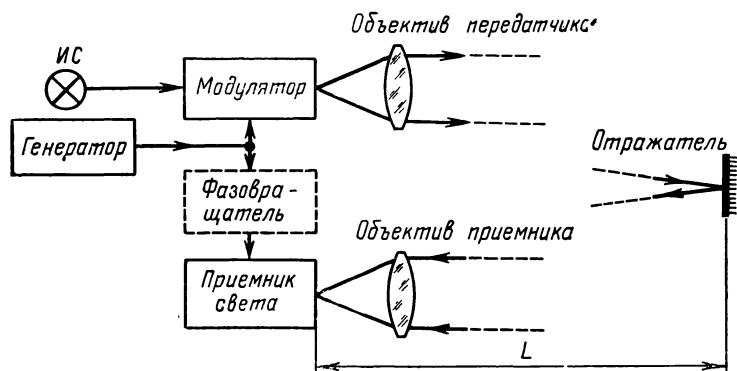 Объектив передатчика
ИС
Модулятор
Генератор
Отражатель
Фазовра-
щатель
Объектив приемника
Приемник
света
L